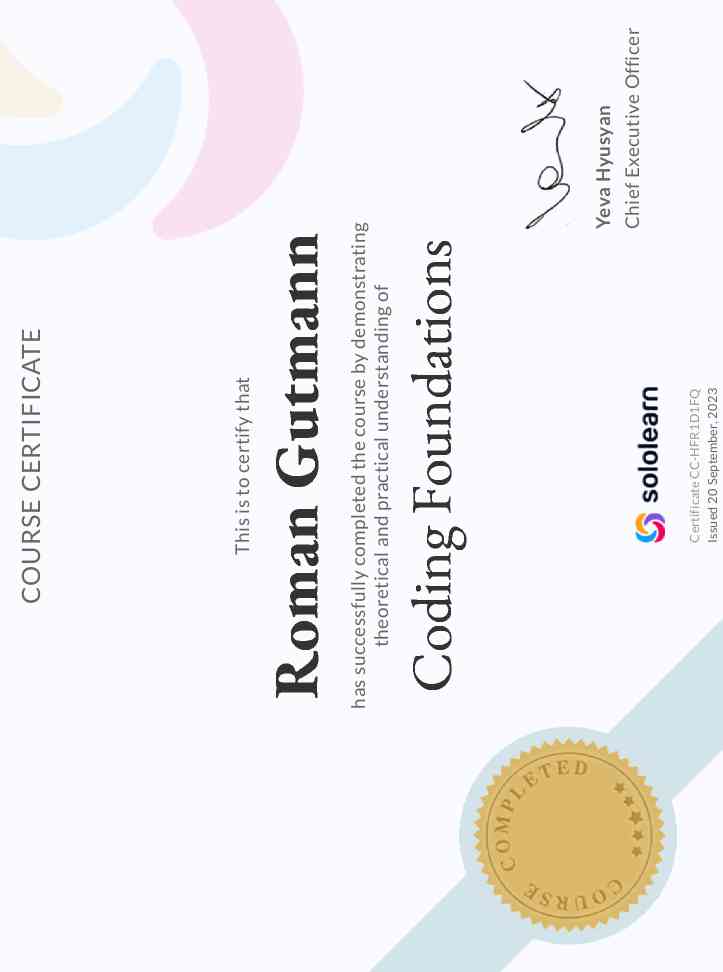 COURSE CERTIFICATE
This is to certify that
Roman Gutmann
has successfully completed the course by demonstrating
theoretical and practical understanding of
Coding Foundations
COURSE COMPLETED
sololearn
Certificate CC-HFR1D1FQ
Issued 20 September, 2023
Yeva Hyusyan
Chief Executive Officer